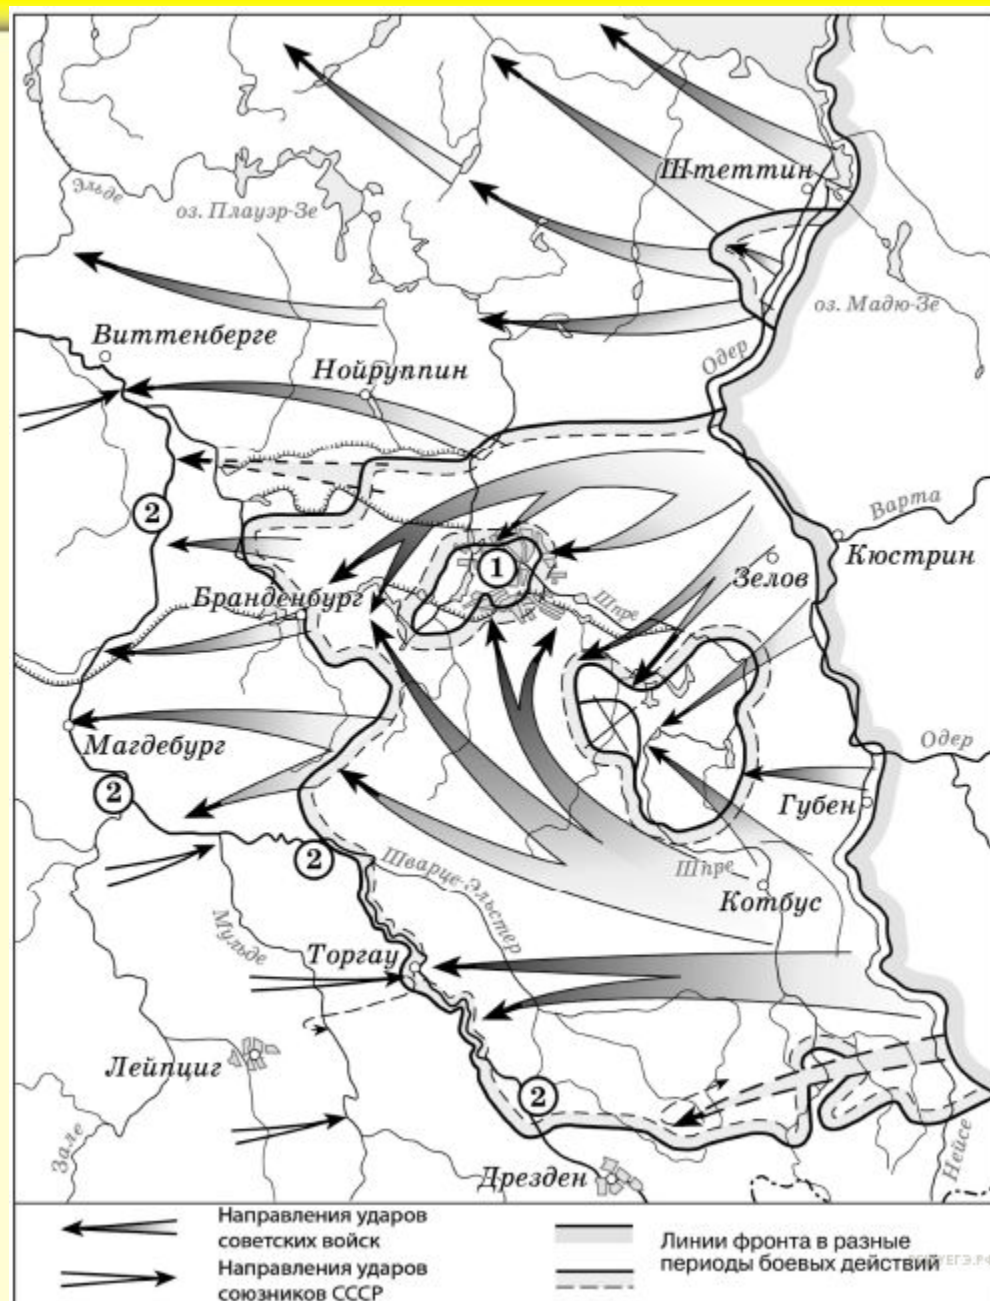 Штеттин
Эльде
оз. Плауэр-Зе
оз. Мадю-Зе
Виттенберге
Одер
Нойруппин
2
Варта
Кюстрин
1
Зелов
Бранденбург
Шпре
Магдебург
Одер
2
Губен
2
Шварце-Эльстер
Шпре
Котбус
Мульде
Торгау
Лейпциг
2
Зале
Нейсе
Дрезден
Направления ударов
советских войск
Направления ударов
союзников СССР
Линии фронта в разные
периоды боевых действий